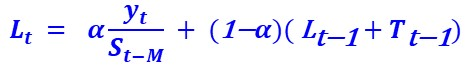 L_t = α y_t / S_{t−M} + (1−α)(L_{t−1} + T_{t−1})